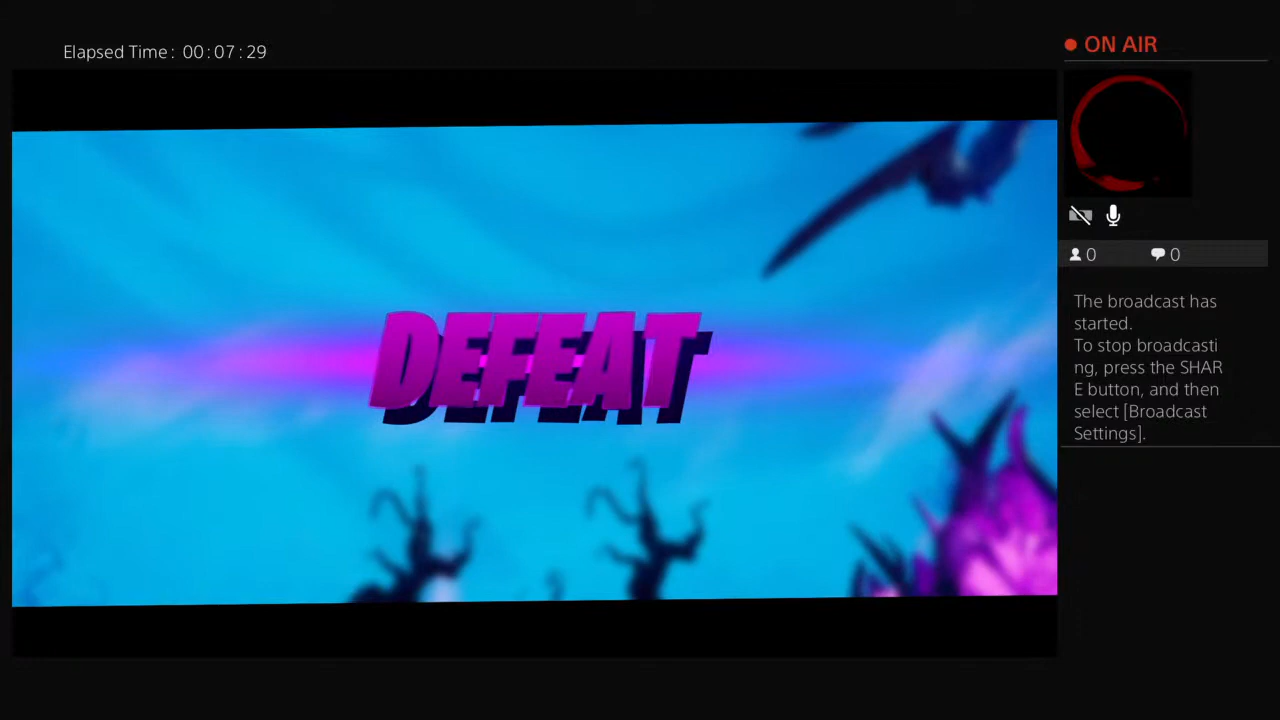 Elapsed Time: 00:07:29
ON AIR
DEFEAT
0
0
The broadcast has
started.
To stop broadcasti
ng, press the SHAR
E button, and then
select [Broadcast
Settings].